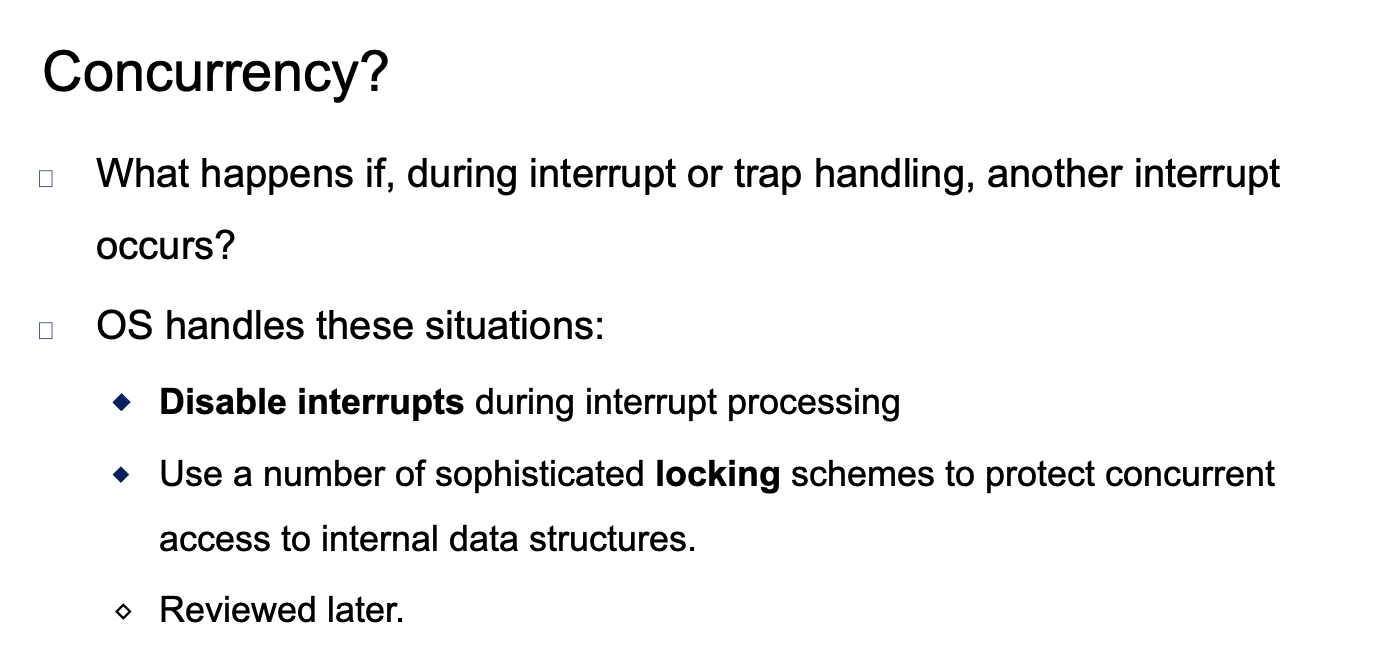 Concurrency?
What happens if, during interrupt or trap handling, another interrupt
occurs?
OS handles these situations:
Disable interrupts during interrupt processing
Use a number of sophisticated locking schemes to protect concurrent
access to internal data structures.
Reviewed later.